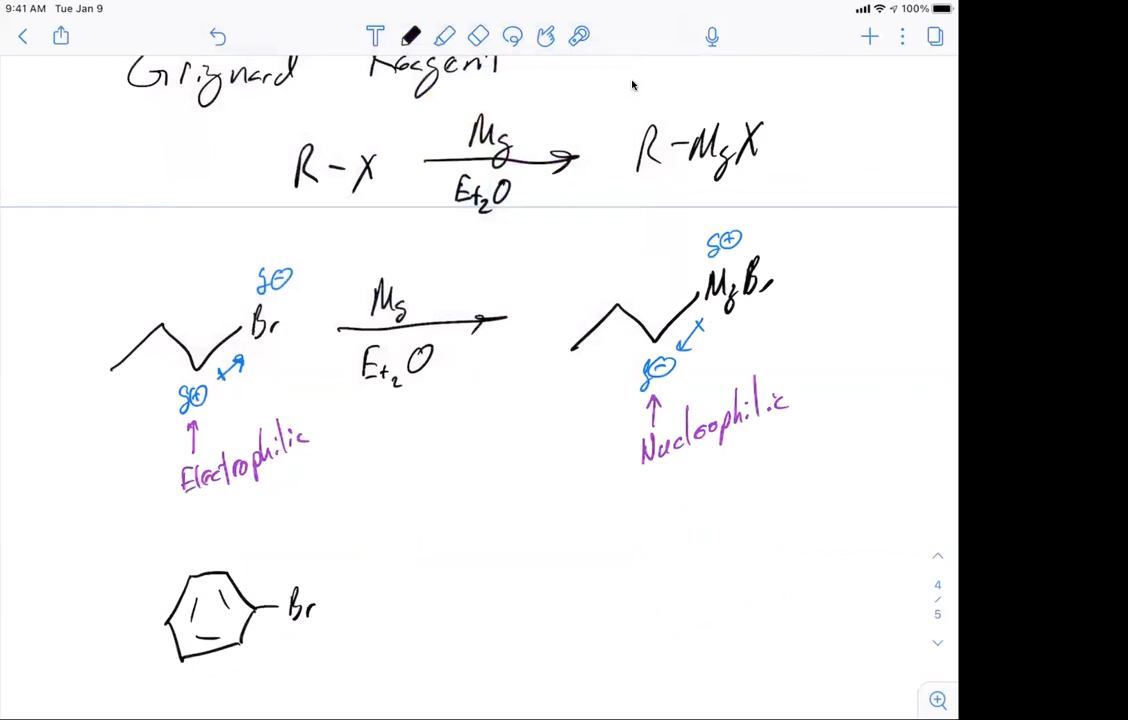 9:41 AM Tue Jan 9
100%
Grignard Reagent
R-X Mg Et₂O R-MgX
δ⊖ Br Mg Et₂O δ⊕ MgBr
δ⊕ δ⊖
Electrophilic Nucleophilic
4
/
5
Br